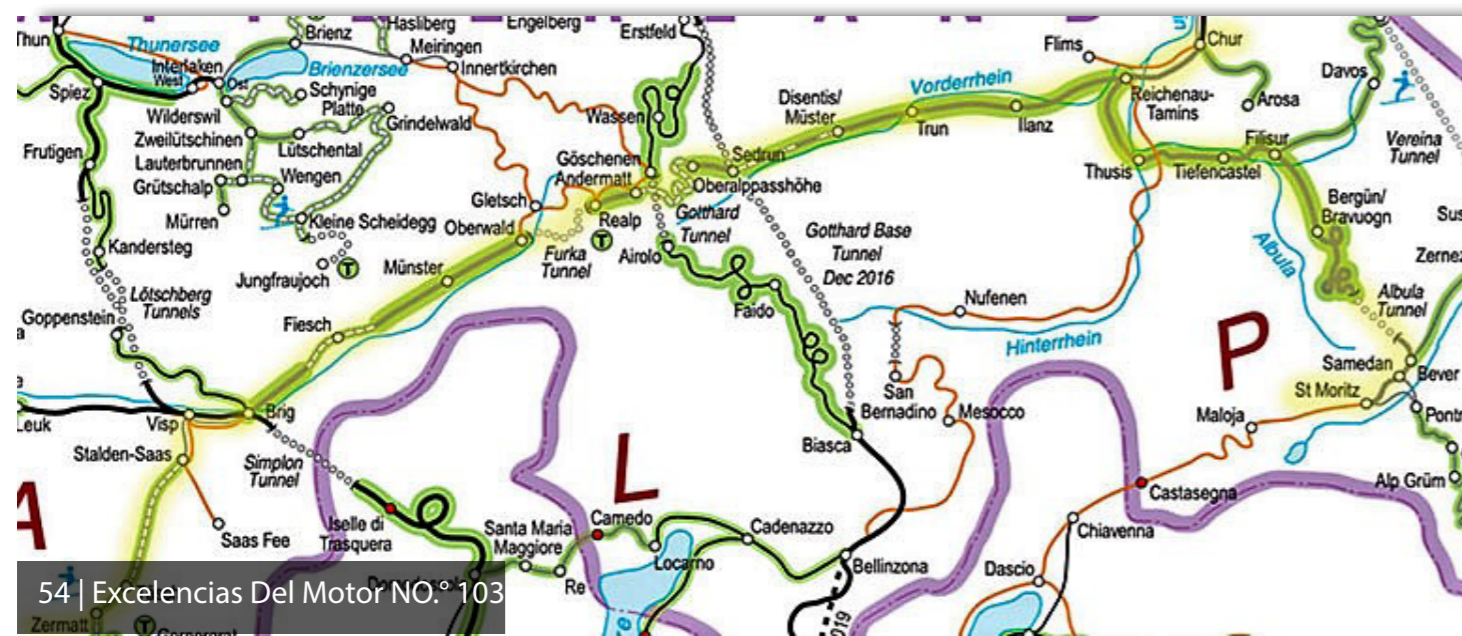 Thun
Thunersee
Interlaken
West
Ost
Brienz
Brienzersee
Hasliberg
Meiringen
Innertkirchen
Engelberg
Erstfeld
Spiez
Wilderswil
Schynige
Platte
Zweilütschinen
Lütschental
Grindelwald
Lauterbrunnen
Grütschalp
Wengen
Mürren
Kleine Scheidegg
Jungfraujoch
T
Frutigen
Kandersteg
Lötschberg
Tunnels
Goppenstein
Leuk
Visp
Brig
Stalden-Saas
Saas Fee
Zermatt
Simplon
Tunnel
Iselle di
Trasquera
Fiesch
Münster
Oberwald
Gletsch
Furka
Tunnel
Realp
T
Wassen
Göschenen
Andermatt
Oberalppasshöhe
Sedrun
Disentis/
Müster
Trun
Ilanz
Vorderrhein
Flims
Chur
Reichenau-
Tamins
Arosa
Davos
Vereina
Tunnel
Thusis
Tiefencastel
Filisur
Bergün/
Bravuogn
Albula
Albula
Tunnel
Samedan
Bever
St Moritz
Maloja
Alp Grüm
Castasegna
Chiavenna
Dascio
Gotthard
Tunnel
Airolo
Faido
Gotthard Base
Tunnel
Dec 2016
Nufenen
Hinterrhein
San
Bernadino
Mesocco
Biasca
Bellinzona
Cadenazzo
Locarno
Camedo
Santa Maria
Maggiore
Re
A
L
P
T
54 | Excelencias Del Motor NO.° 103